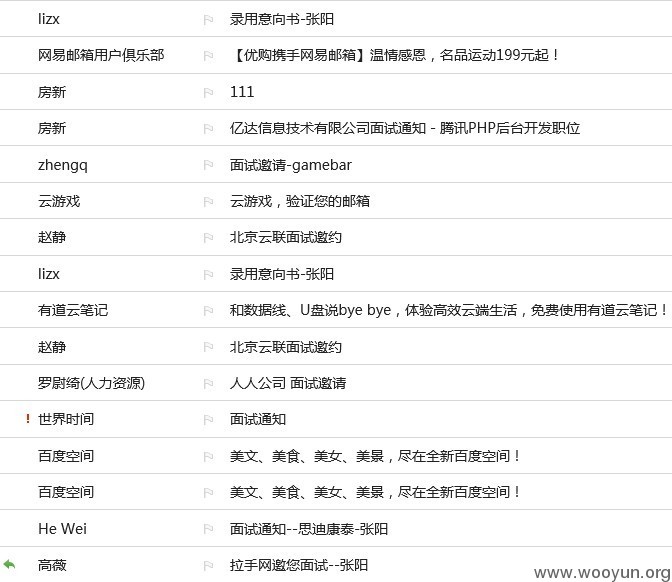 lizx 录用意向书-张阳
网易邮箱用户俱乐部 【优购携手网易邮箱】温情感恩，名品运动199元起！
房新 111
房新 亿达信息技术有限公司面试通知 - 腾讯PHP后台开发职位
zhengq 面试邀请-gamebar
云游戏 云游戏，验证您的邮箱
赵静 北京云联面试邀约
lizx 录用意向书-张阳
有道云笔记 和数据线、U盘说bye bye，体验高效云端生活，免费使用有道云笔记！
赵静 北京云联面试邀约
罗尉绮(人力资源) 人人公司 面试邀请
! 世界时间 面试通知
百度空间 美文、美食、美女、美景，尽在全新百度空间！
百度空间 美文、美食、美女、美景，尽在全新百度空间！
He Wei 面试通知--思迪康泰-张阳
高薇 拉手网邀您面试--张阳
www.wooyun.org